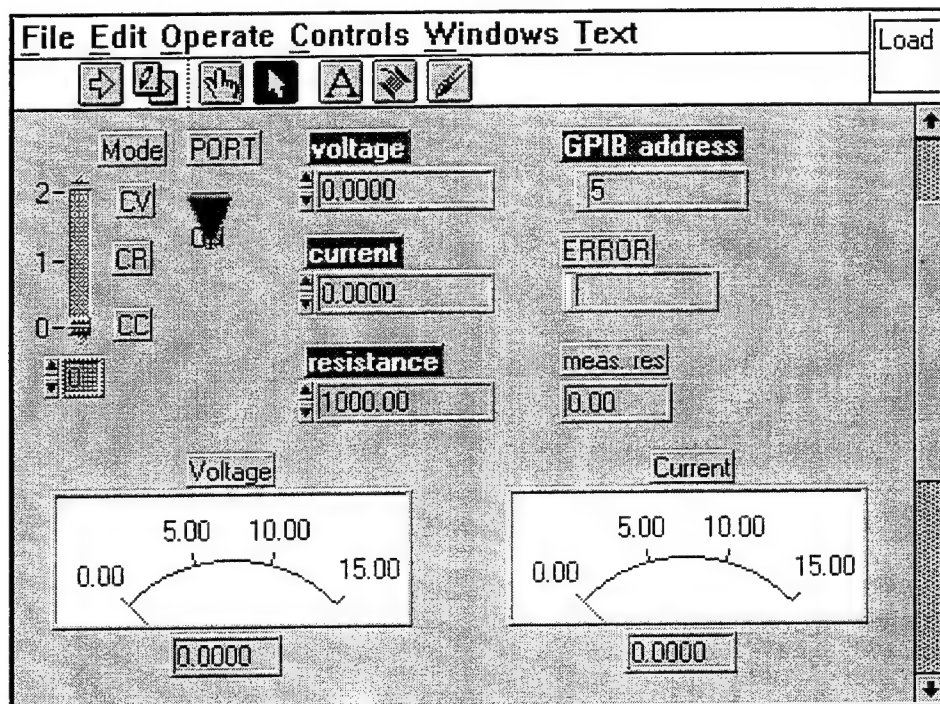 File Edit Operate Controls Windows Text
Load
A
Mode PORT voltage GPIB address
2 CV 0.0000 5
1 CR current ERROR
0.0000
0 CC
resistance meas. res
0 1000.00 0.00
Voltage Current
5.00 10.00 5.00 10.00
0.00 15.00 0.00 15.00
0.0000 0.0000